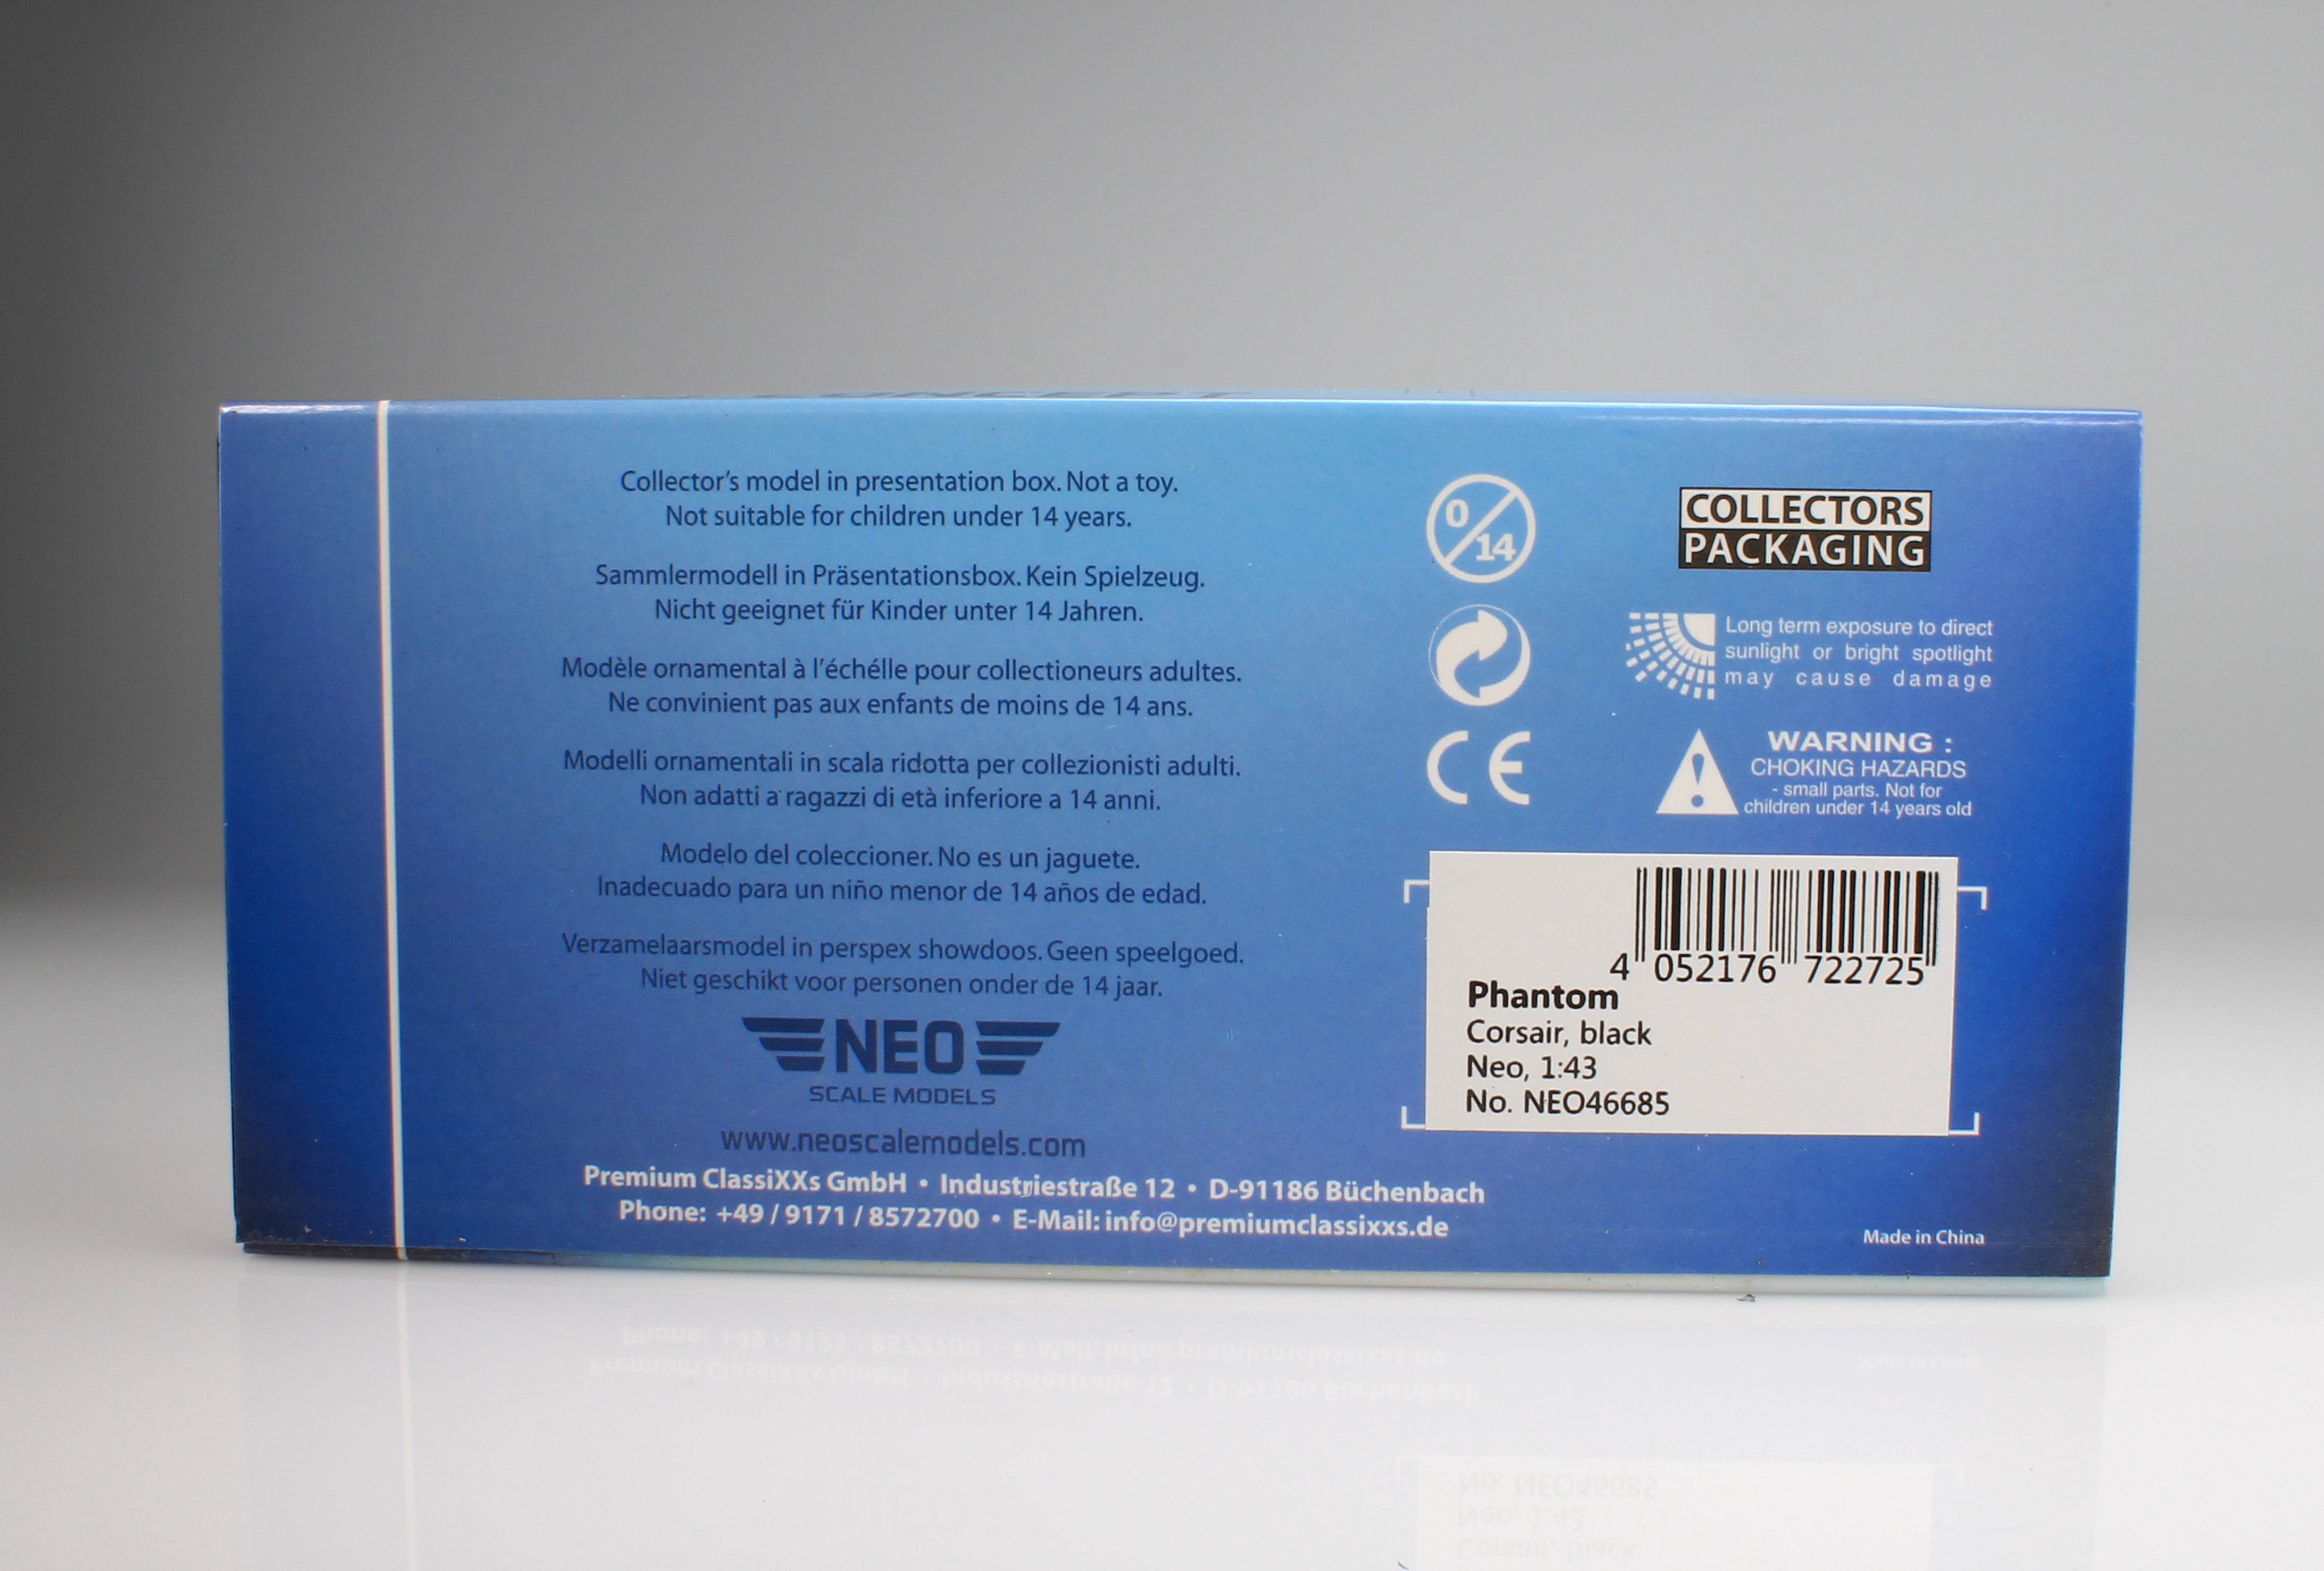 CONCEPT
Collector's model in presentation box. Not a toy.
Not suitable for children under 14 years.
Sammlermodell in Präsentationsbox. Kein Spielzeug.
Nicht geeignet für Kinder unter 14 Jahren.
Modèle ornamental à l'échélle pour collectioneurs adultes.
Ne convinient pas aux enfants de moins de 14 ans.
Modelli ornamentali in scala ridotta per collezionisti adulti.
Non adatti a ragazzi di età inferiore a 14 anni.
Modelo del coleccioner. No es un jaguete.
Inadecuado para un niño menor de 14 años de edad.
Verzamelaarsmodel in perspex showdoos. Geen speelgoed.
Niet geschikt voor personen onder de 14 jaar.
NEO
SCALE MODELS
www.neoscalemodels.com
Premium ClassiXXs GmbH • Industriestraße 12 • D-91186 Büchenbach
Phone: +49 / 9171 / 8572700 • E-Mail: info@premiumclassixxs.de
0
14
CE
COLLECTORS
PACKAGING
Long term exposure to direct
sunlight or bright spotlight
may cause damage
WARNING :
CHOKING HAZARDS
- small parts. Not for
children under 14 years old
4 052176 722725
Phantom
Corsair, black
Neo, 1:43
No. NEO46685
Made in China